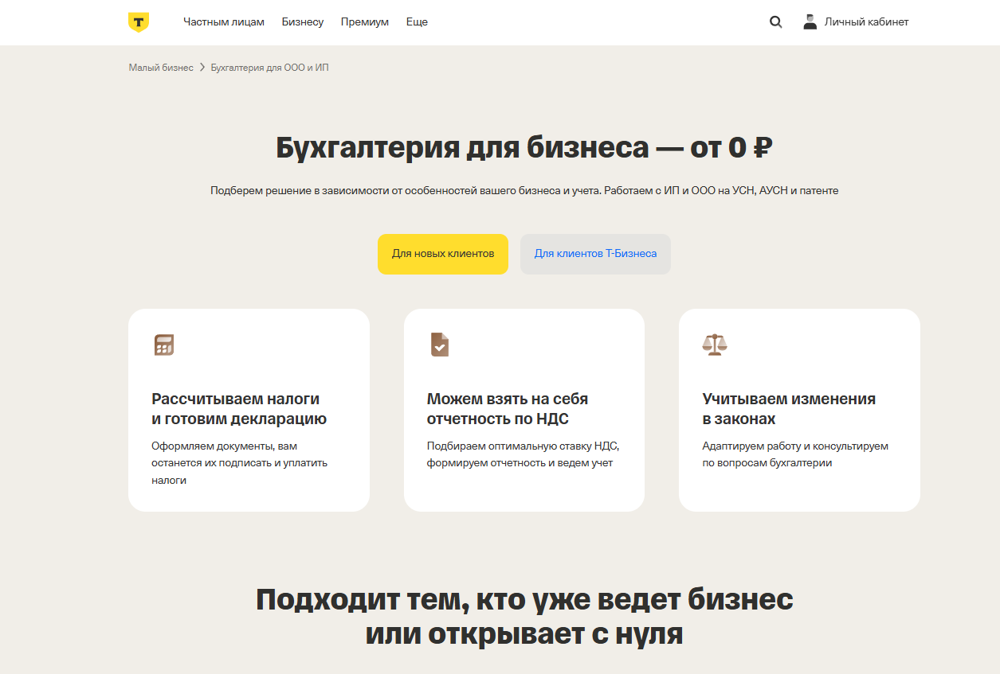 Т
Частным лицам
Бизнесу
Премиум
Еще
Личный кабинет
Малый бизнес
Бухгалтерия для ООО и ИП
Бухгалтерия для бизнеса — от 0 ₽
Подберем решение в зависимости от особенностей вашего бизнеса и учета. Работаем с ИП и ООО на УСН, АУСН и патенте
Для новых клиентов
Для клиентов Т-Бизнеса
Рассчитываем налоги
и готовим декларацию
Оформляем документы, вам
останется их подписать и уплатить
налоги
Можем взять на себя
отчетность по НДС
Подбираем оптимальную ставку НДС,
формируем отчетность и ведем учет
Учитываем изменения
в законах
Адаптируем работу и консультируем
по вопросам бухгалтерии
Подходит тем, кто уже ведет бизнес
или открывает с нуля